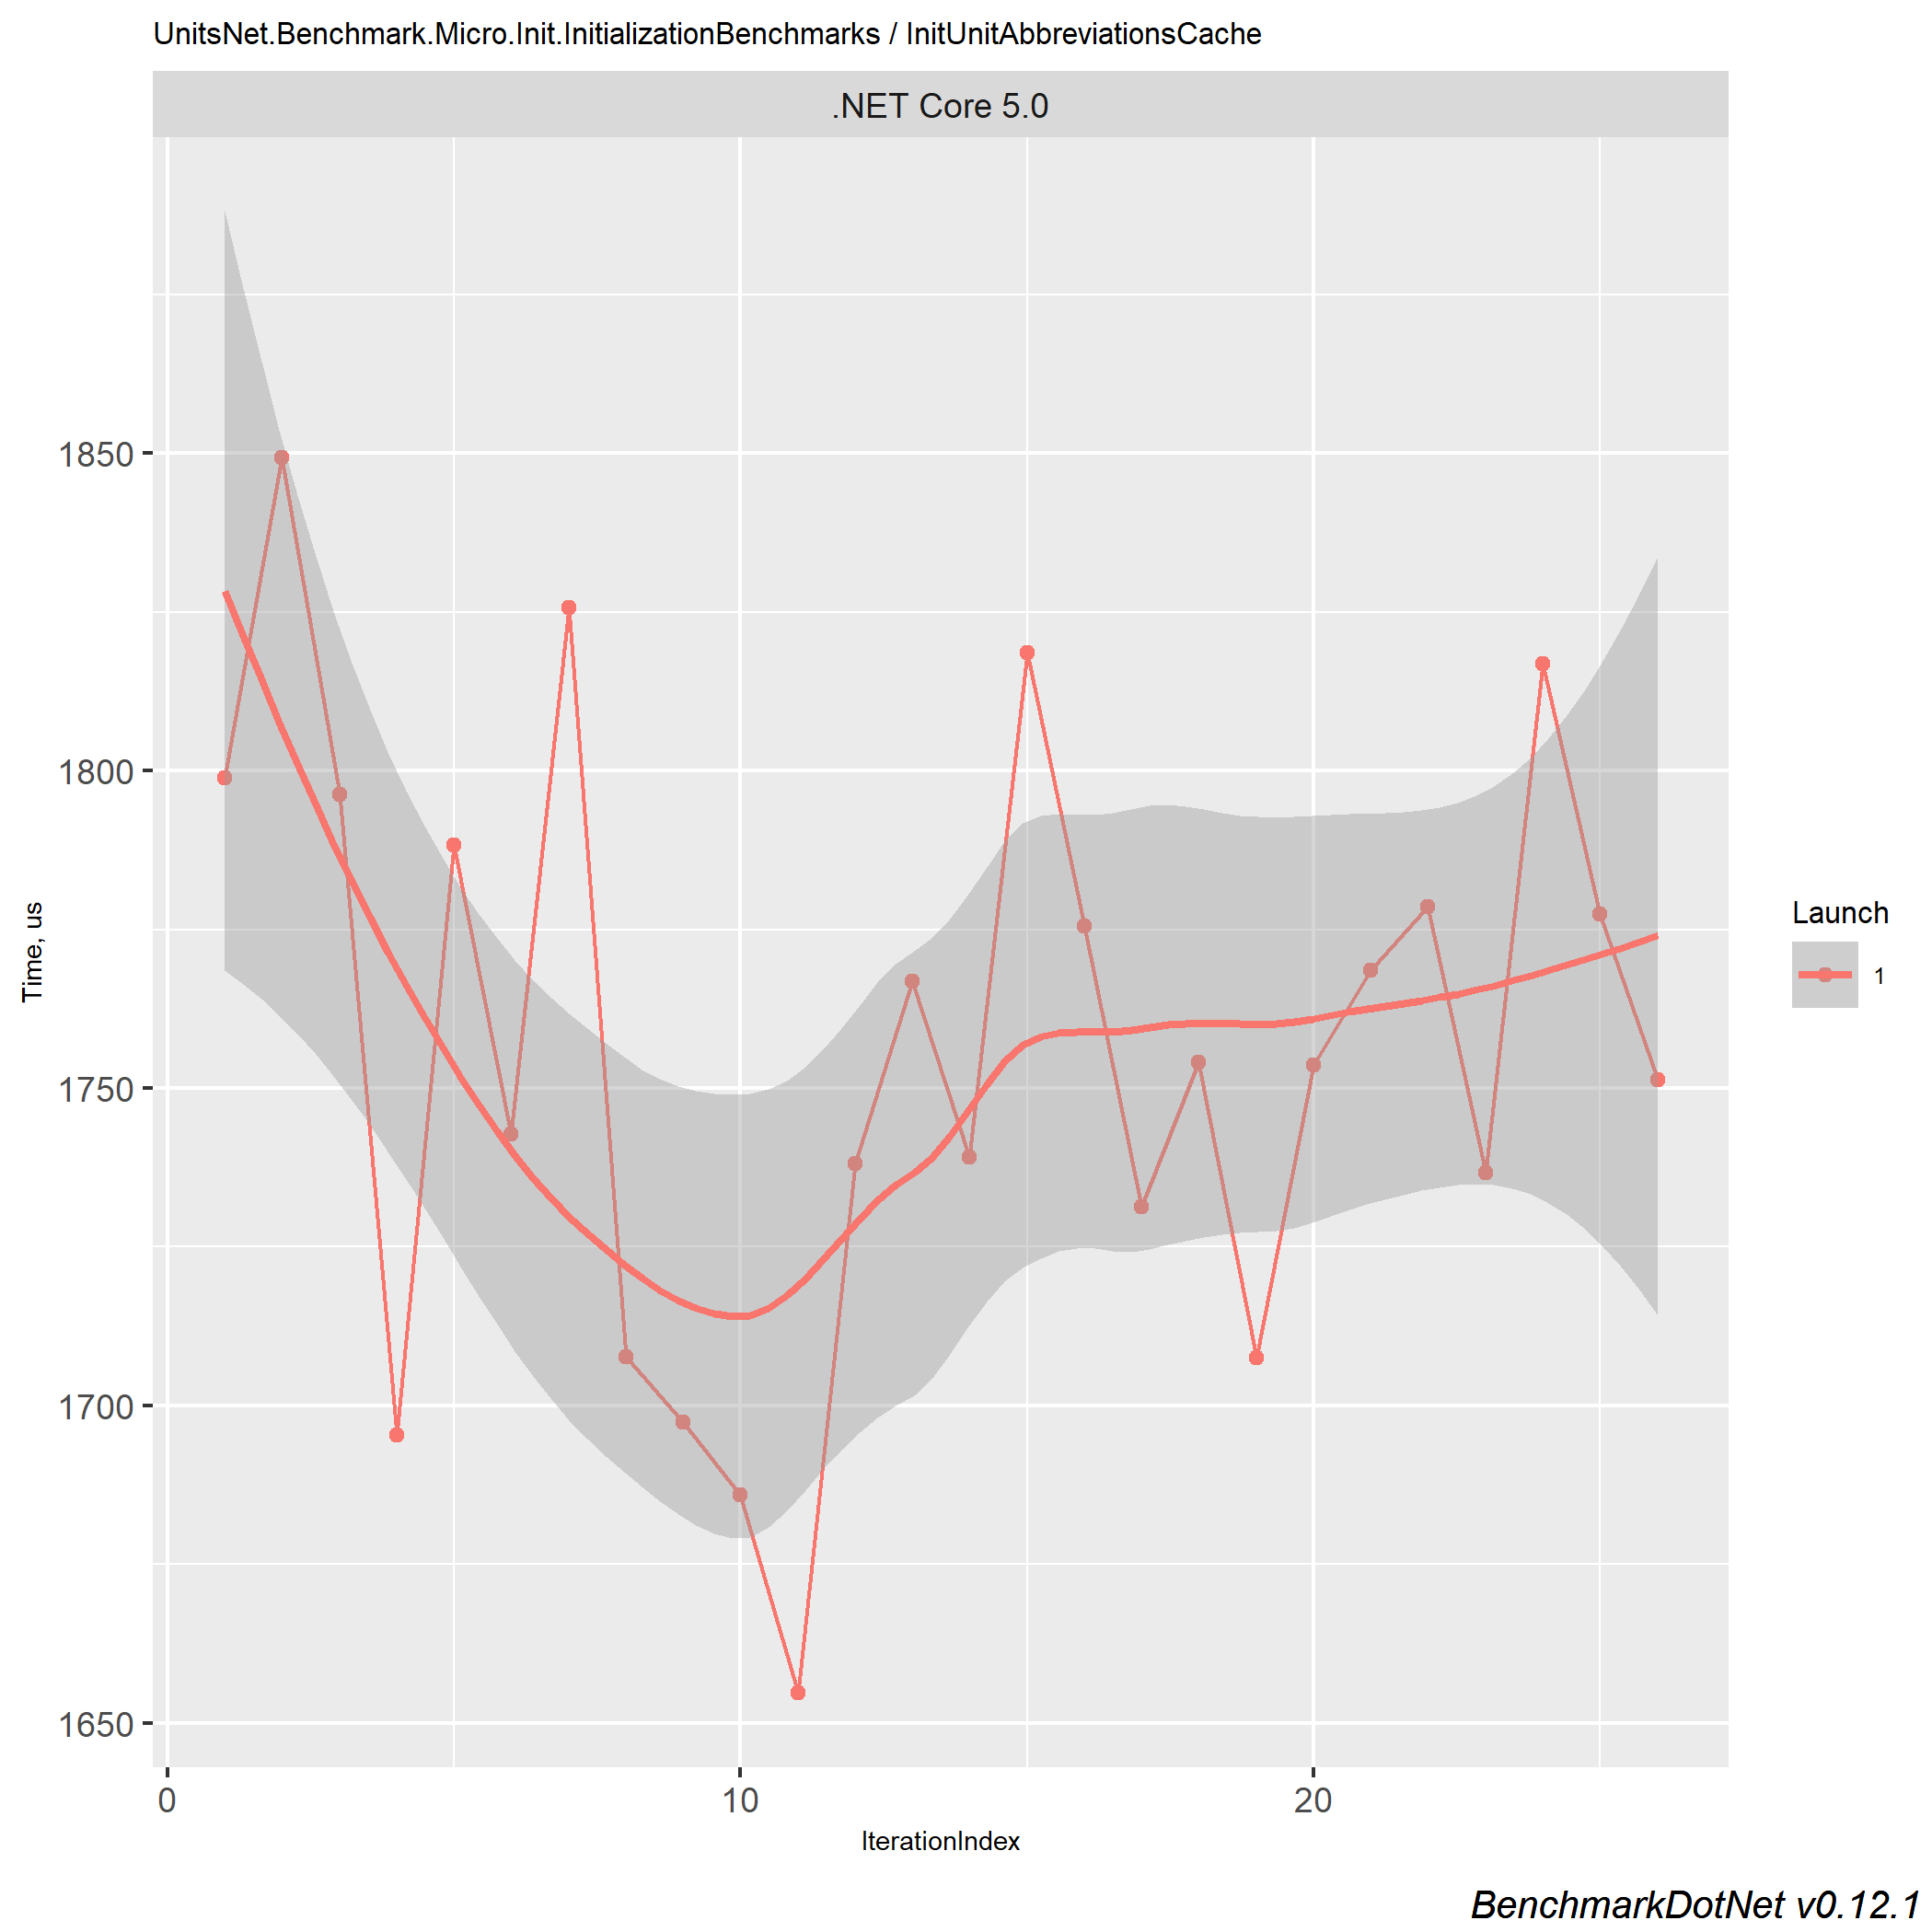 UnitsNet.Benchmark.Micro.Init.InitializationBenchmarks / InitUnitAbbreviationsCache
.NET Core 5.0
1850
1800
1750
1700
1650
Time, us
0 10 20
IterationIndex
Launch
1
BenchmarkDotNet v0.12.1